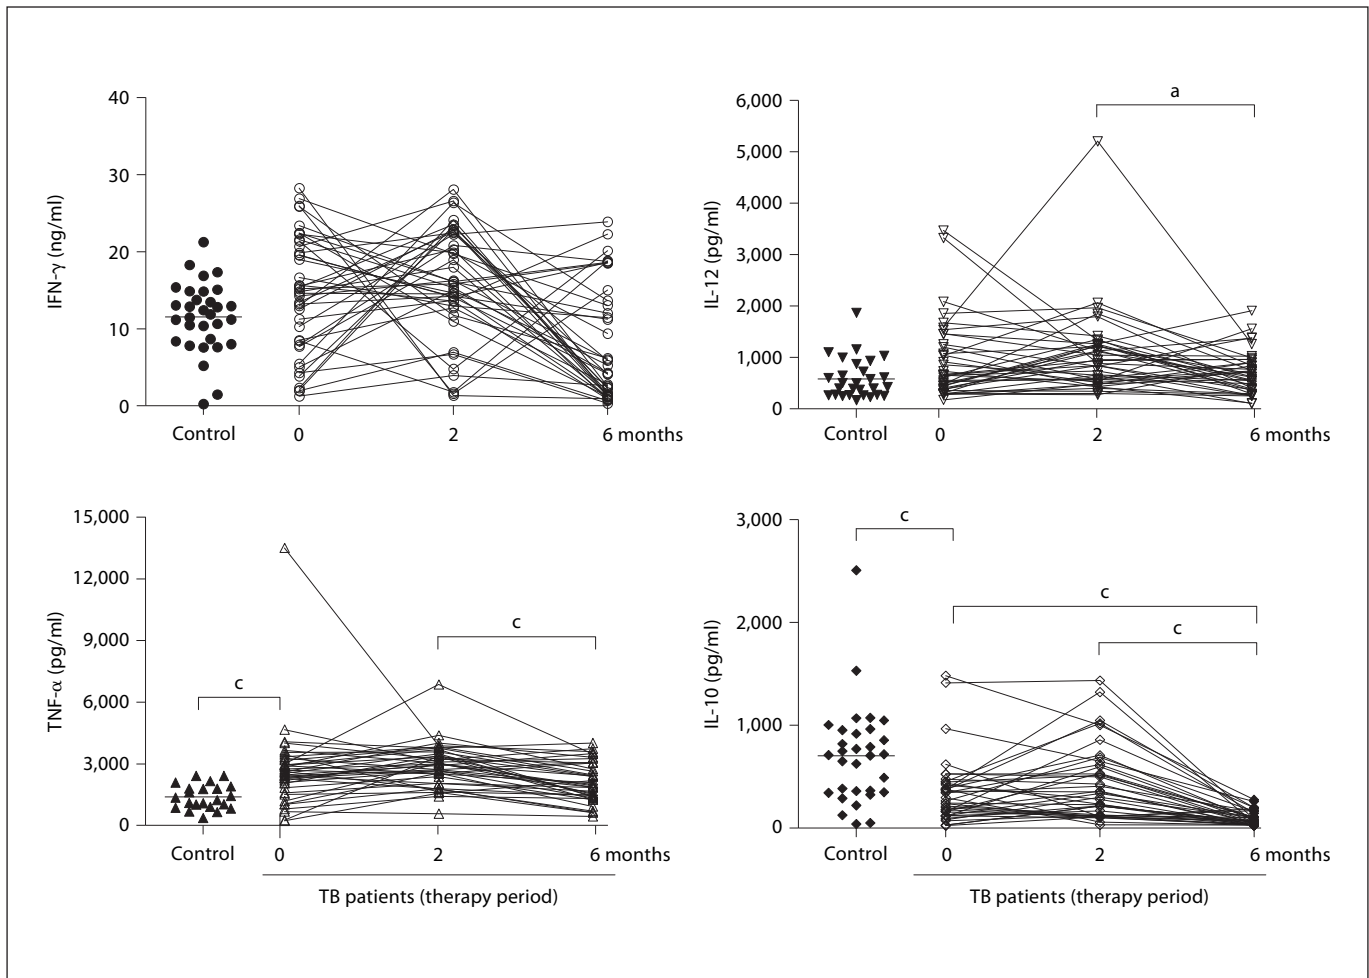 IFN-γ (ng/ml)
40
30
20
10
0
Control
0
2
6 months
IL-12 (pg/ml)
6,000
5,000
4,000
3,000
2,000
1,000
0
a
Control
0
2
6 months
TNF-α (pg/ml)
15,000
12,000
9,000
6,000
3,000
0
c
c
Control
0
2
6 months
TB patients (therapy period)
IL-10 (pg/ml)
3,000
2,000
1,000
0
c
c
c
Control
0
2
6 months
TB patients (therapy period)